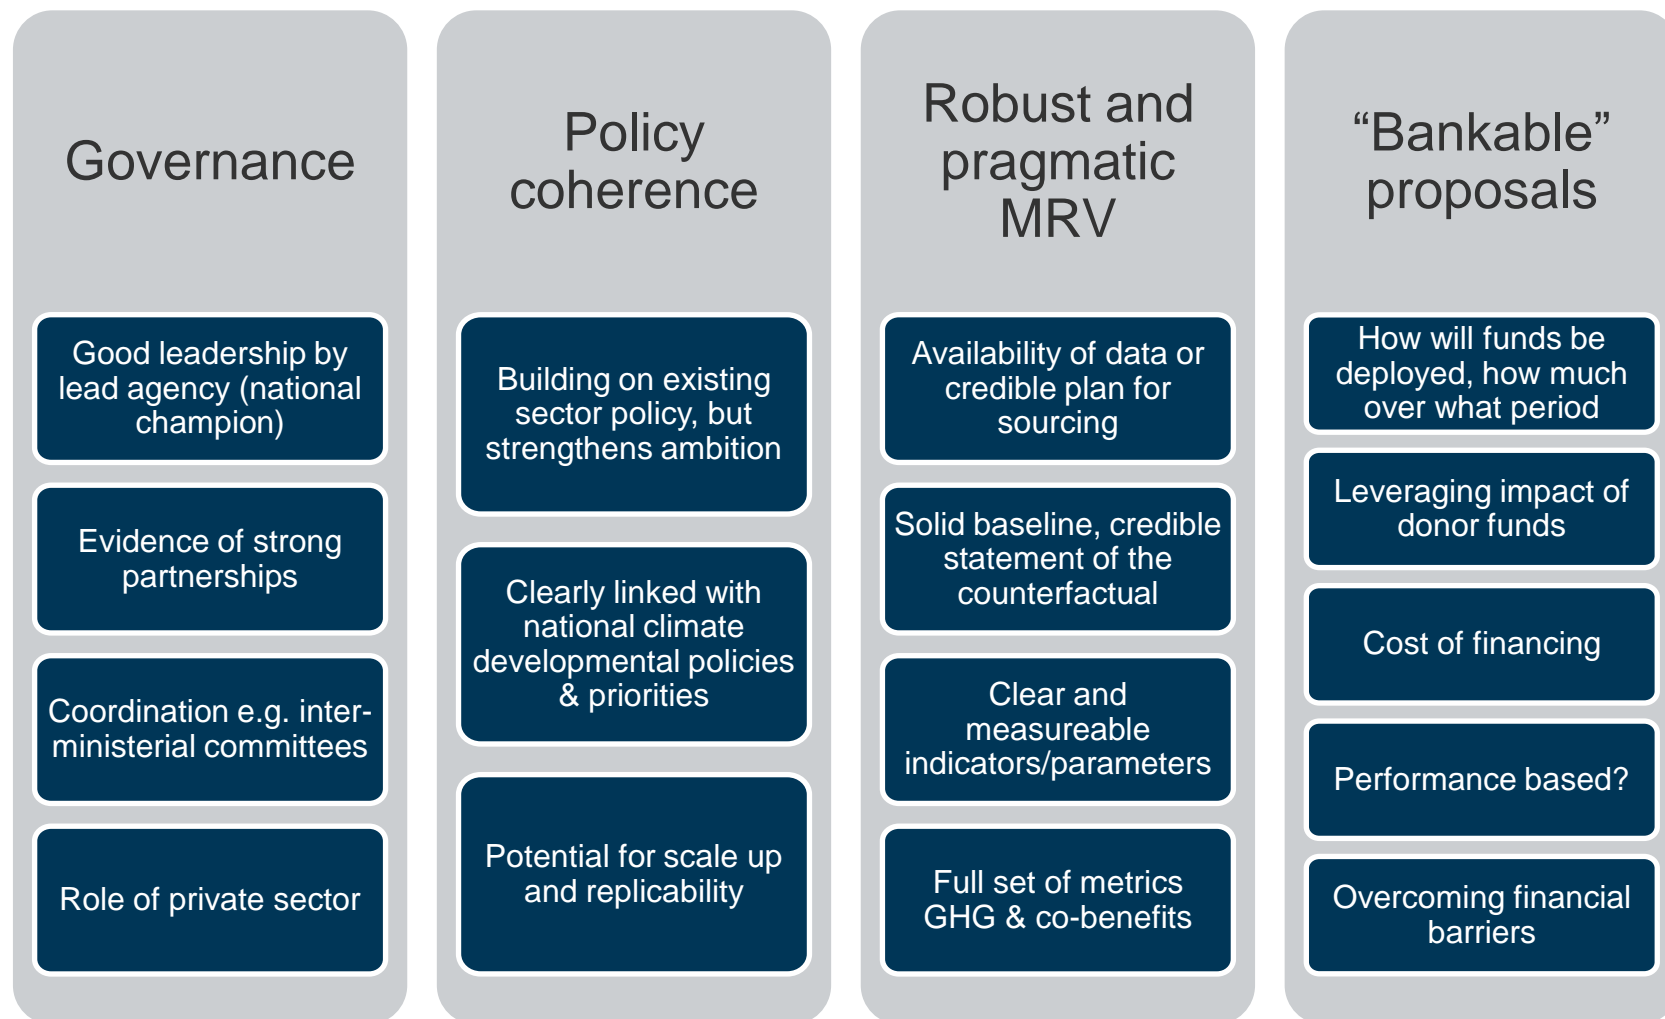 Governance
Good leadership by
lead agency (national
champion)
Evidence of strong
partnerships
Coordination e.g. inter-
ministerial committees
Role of private sector
Policy
coherence
Building on existing
sector policy, but
strengthens ambition
Clearly linked with
national climate
developmental policies
& priorities
Potential for scale up
and replicability
Robust and
pragmatic
MRV
Availability of data or
credible plan for
sourcing
Solid baseline, credible
statement of the
counterfactual
Clear and
measureable
indicators/parameters
Full set of metrics
GHG & co-benefits
“Bankable”
proposals
How will funds be
deployed, how much
over what period
Leveraging impact of
donor funds
Cost of financing
Performance based?
Overcoming financial
barriers